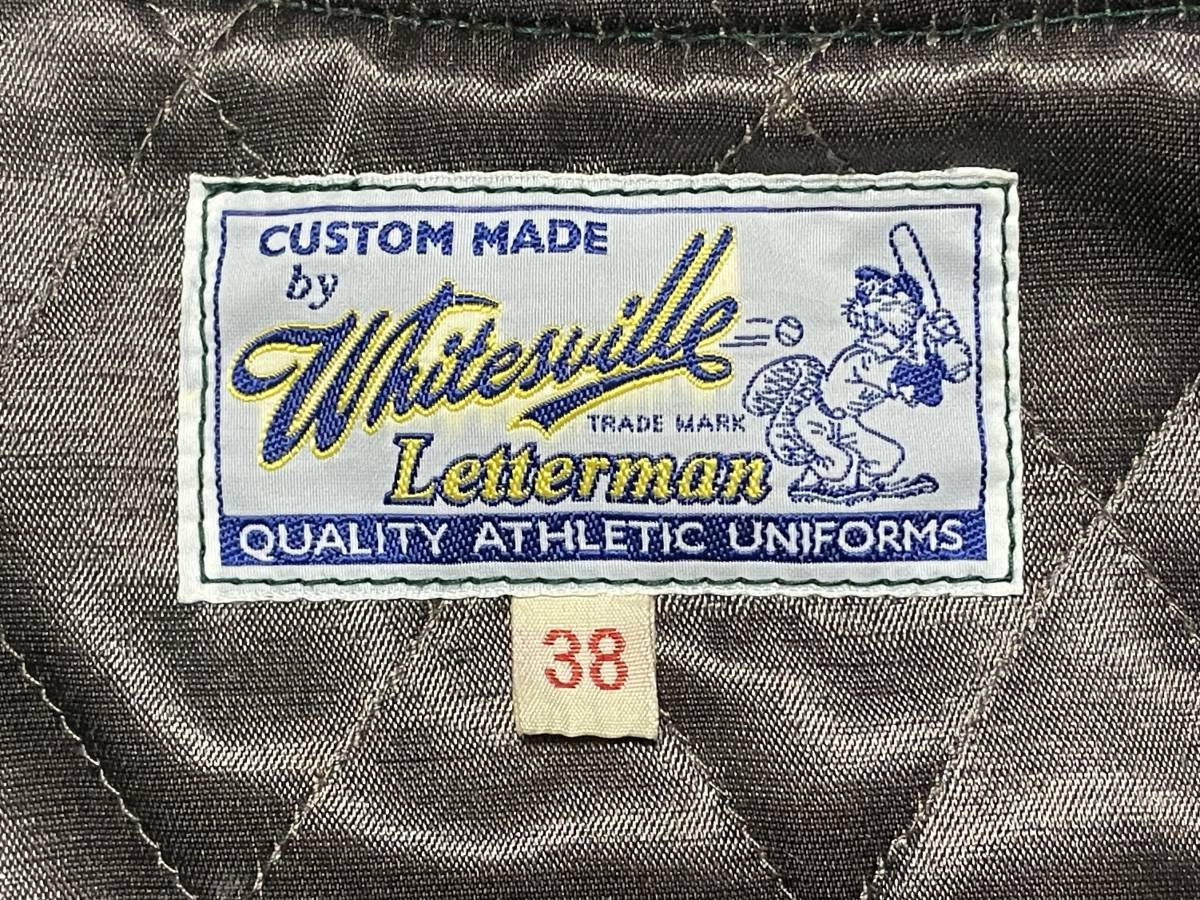 CUSTOM MADE
by
Whitesville
TRADE MARK
Letterman
QUALITY ATHLETIC UNIFORMS
38